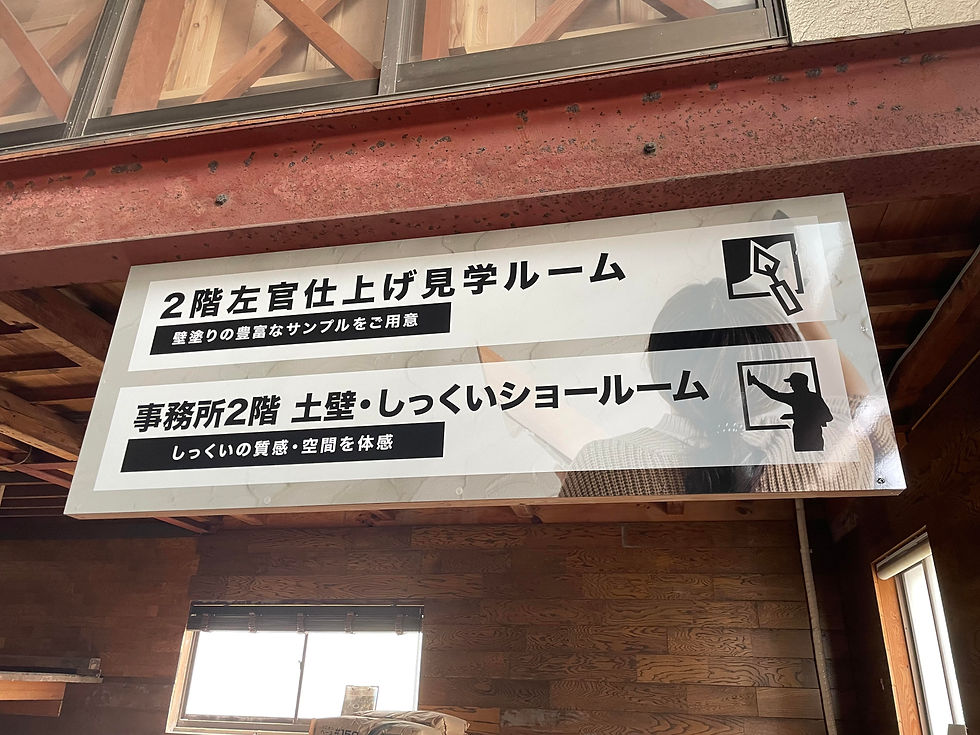 2階左官仕上げ見学ルーム
壁塗りの豊富なサンプルをご用意
事務所2階 土壁・しっくいショールーム
しっくいの質感・空間を体感